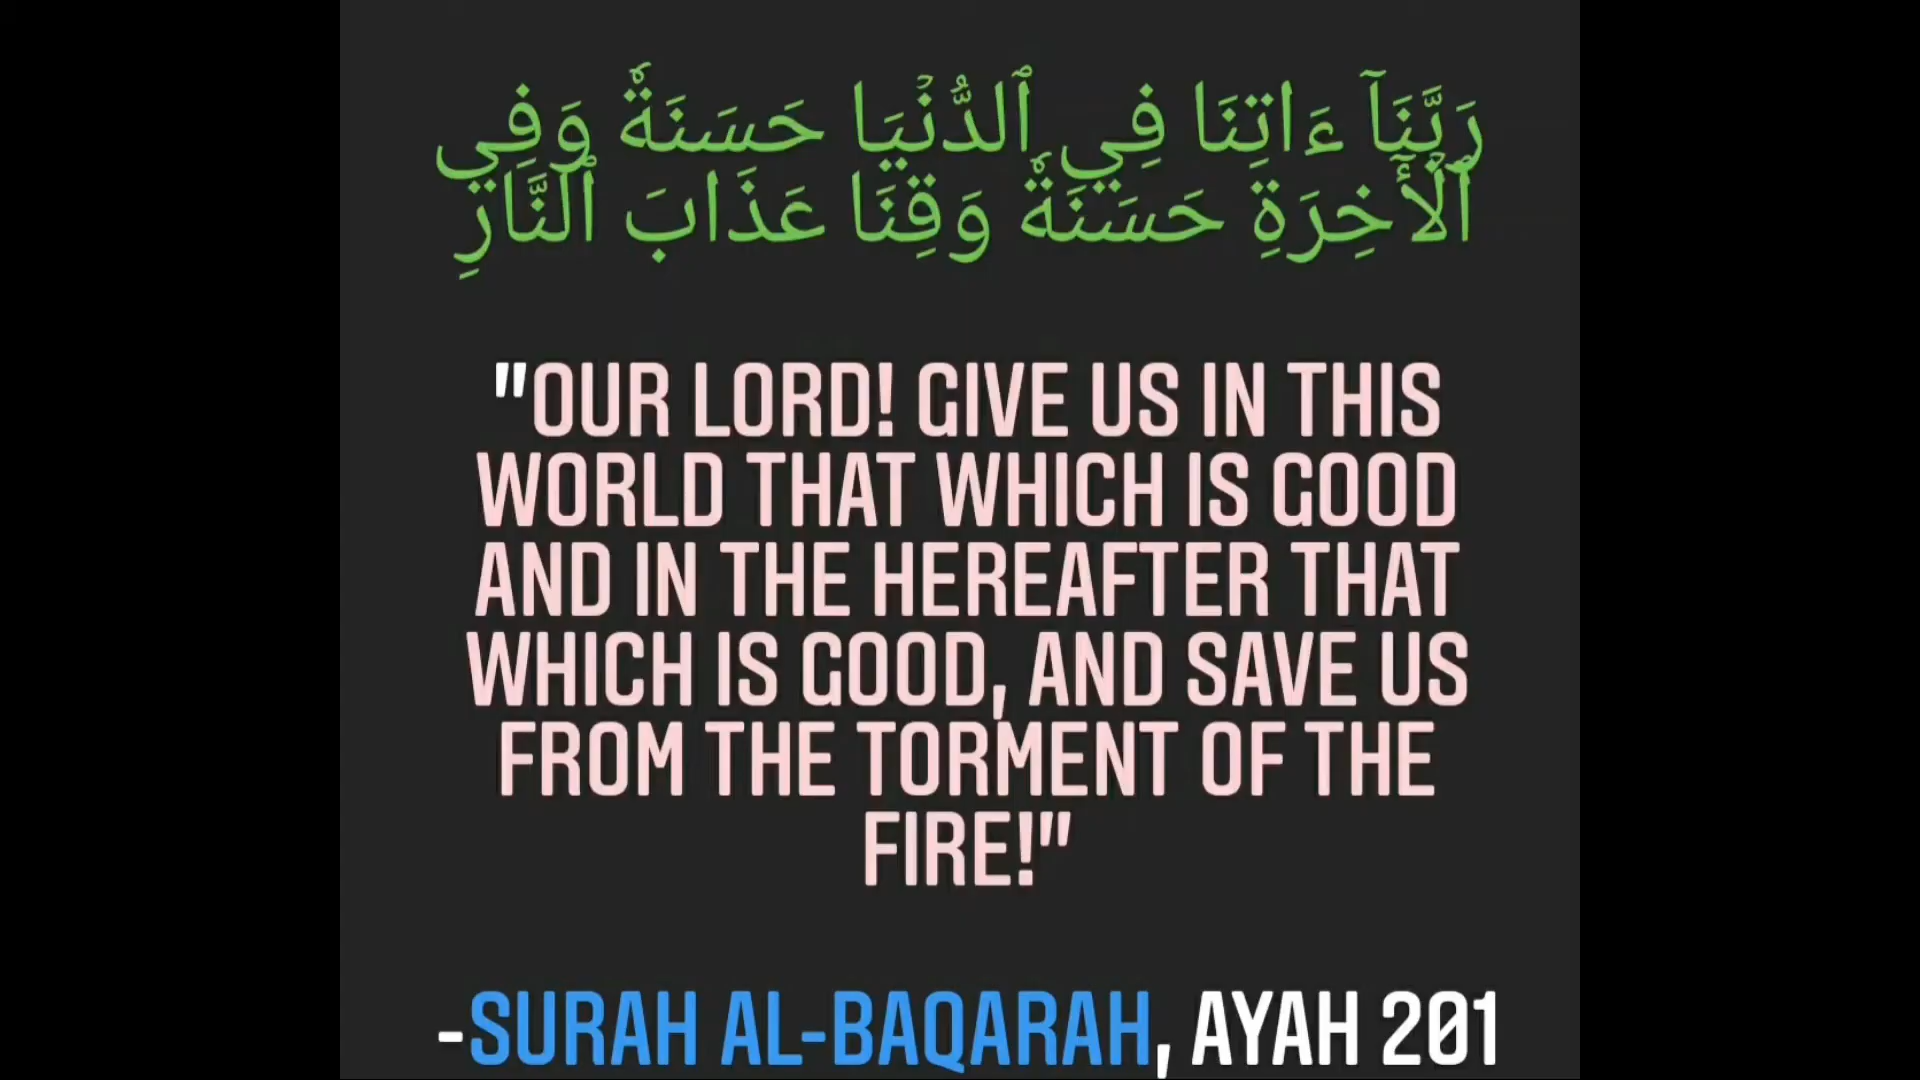 رَبَّنَآ ءَاتِنَا فِي ٱلدُّنۡيَا حَسَنَةٗ وَفِي
ٱلۡأٓخِرَةِ حَسَنَةٗ وَقِنَا عَذَابَ ٱلنَّارِ
"OUR LORD! GIVE US IN THIS
WORLD THAT WHICH IS GOOD
AND IN THE HEREAFTER THAT
WHICH IS GOOD, AND SAVE US
FROM THE TORMENT OF THE
FIRE!"
-SURAH AL-BAQARAH, AYAH 201